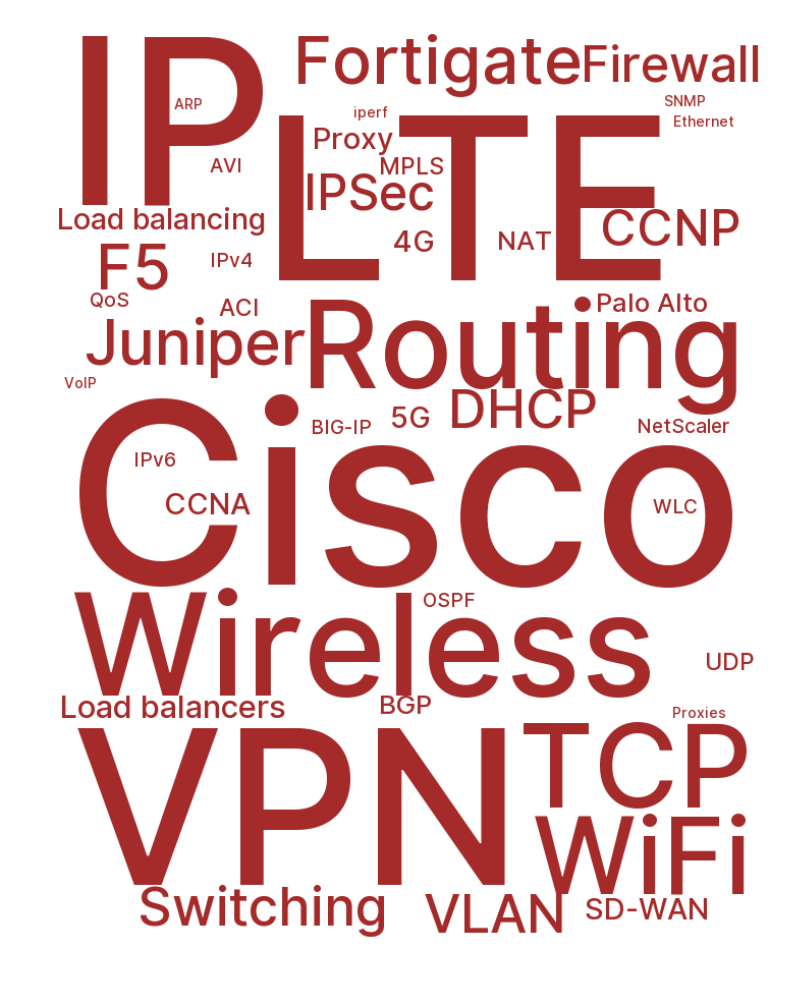 IP
Fortigate
Firewall
ARP
iperf
SNMP
Ethernet
LTE
Proxy
AVI
MPLS
IPSec
Load balancing
CCNP
4G
NAT
F5
IPv4
QoS
ACI
Palo Alto
Juniper
Routing
VoIP
Cisco
BIG-IP
5G
DHCP
NetScaler
IPv6
CCNA
WLC
Wireless
OSPF
UDP
Load balancers
BGP
Proxies
VPN
TCP
WiFi
Switching
VLAN
SD-WAN